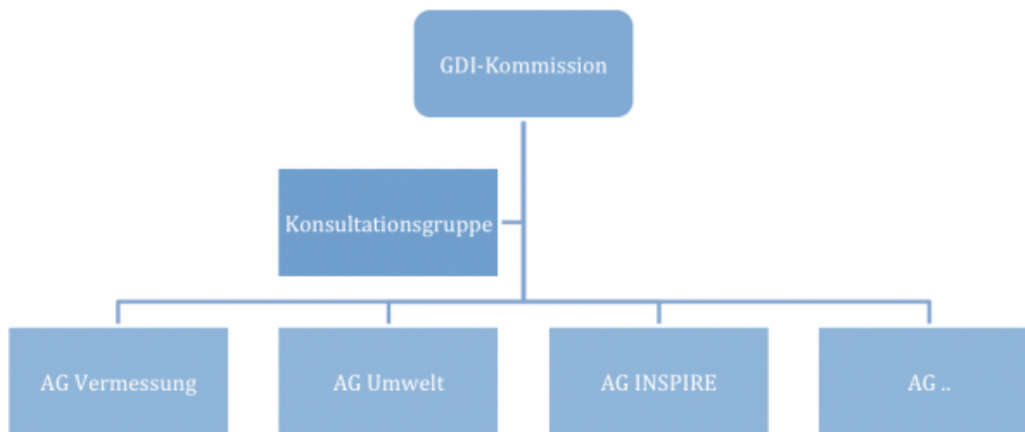 GDI-Kommission
Konsultationsgruppe
AG Vermessung
AG Umwelt
AG INSPIRE
AG ..